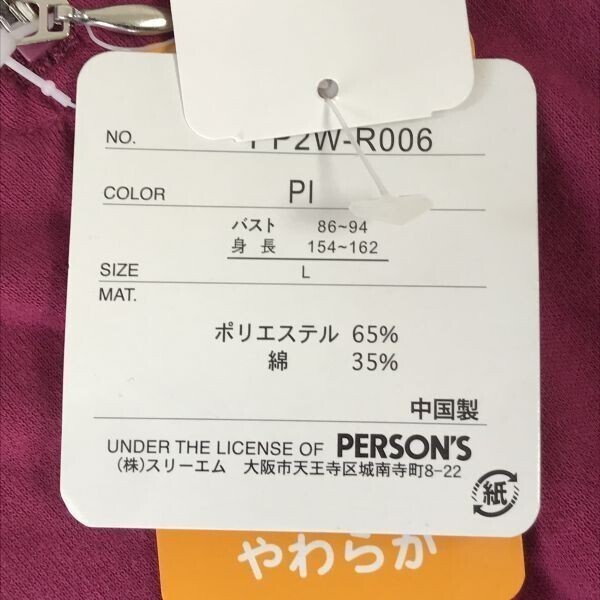 NO. PP2W-R006
COLOR PI
バスト 86~94
身長 154~162
SIZE L
MAT.
ポリエステル 65%
綿 35%
中国製
UNDER THE LICENSE OF PERSON'S
(株)スリーエム 大阪市天王寺区城南寺町8-22
紙
やわらか